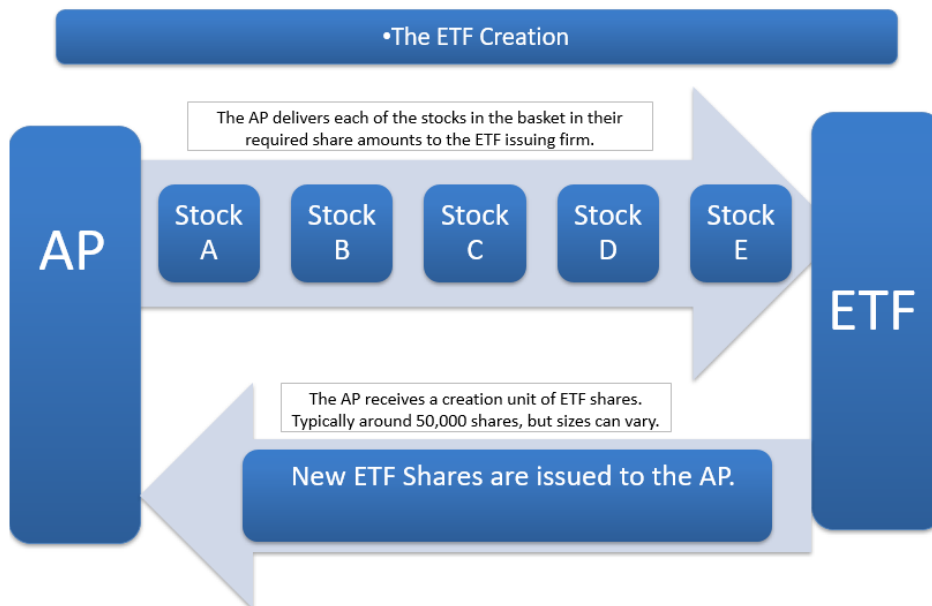 •The ETF Creation
The AP delivers each of the stocks in the basket in their
required share amounts to the ETF issuing firm.
AP
Stock
A
Stock
B
Stock
C
Stock
D
Stock
E
ETF
The AP receives a creation unit of ETF shares.
Typically around 50,000 shares, but sizes can vary.
New ETF Shares are issued to the AP.